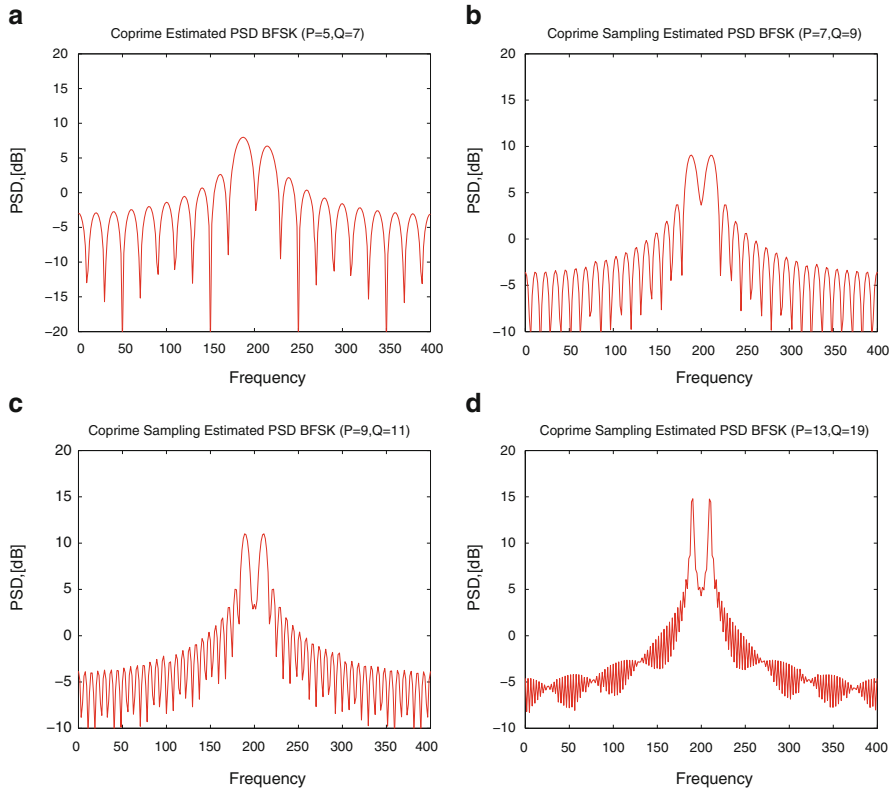 a
Coprime Estimated PSD BFSK (P=5,Q=7)
20
15
10
5
0
−5
−10
−15
−20
PSD,[dB]
0 50 100 150 200 250 300 350 400
Frequency
b
Coprime Sampling Estimated PSD BFSK (P=7,Q=9)
20
15
10
5
0
−5
−10
PSD,[dB]
0 50 100 150 200 250 300 350 400
Frequency
c
Coprime Sampling Estimated PSD BFSK (P=9,Q=11)
20
15
10
5
0
−5
−10
PSD,[dB]
0 50 100 150 200 250 300 350 400
Frequency
d
Coprime Sampling Estimated PSD BFSK (P=13,Q=19)
20
15
10
5
0
−5
−10
PSD,[dB]
0 50 100 150 200 250 300 350 400
Frequency